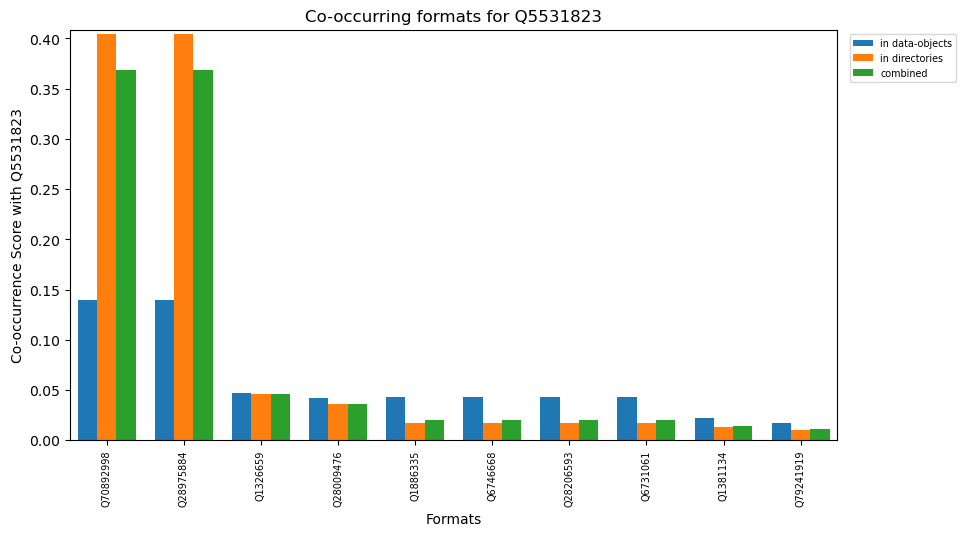 Co-occurring formats for Q5531823
in data-objects
in directories
combined
Co-occurrence Score with Q5531823
0.40
0.35
0.30
0.25
0.20
0.15
0.10
0.05
0.00
Q70892998
Q28975884
Q1326659
Q28009476
Q1886335
Q6746668
Q28206593
Q6731061
Q1381134
Q79241919
Formats